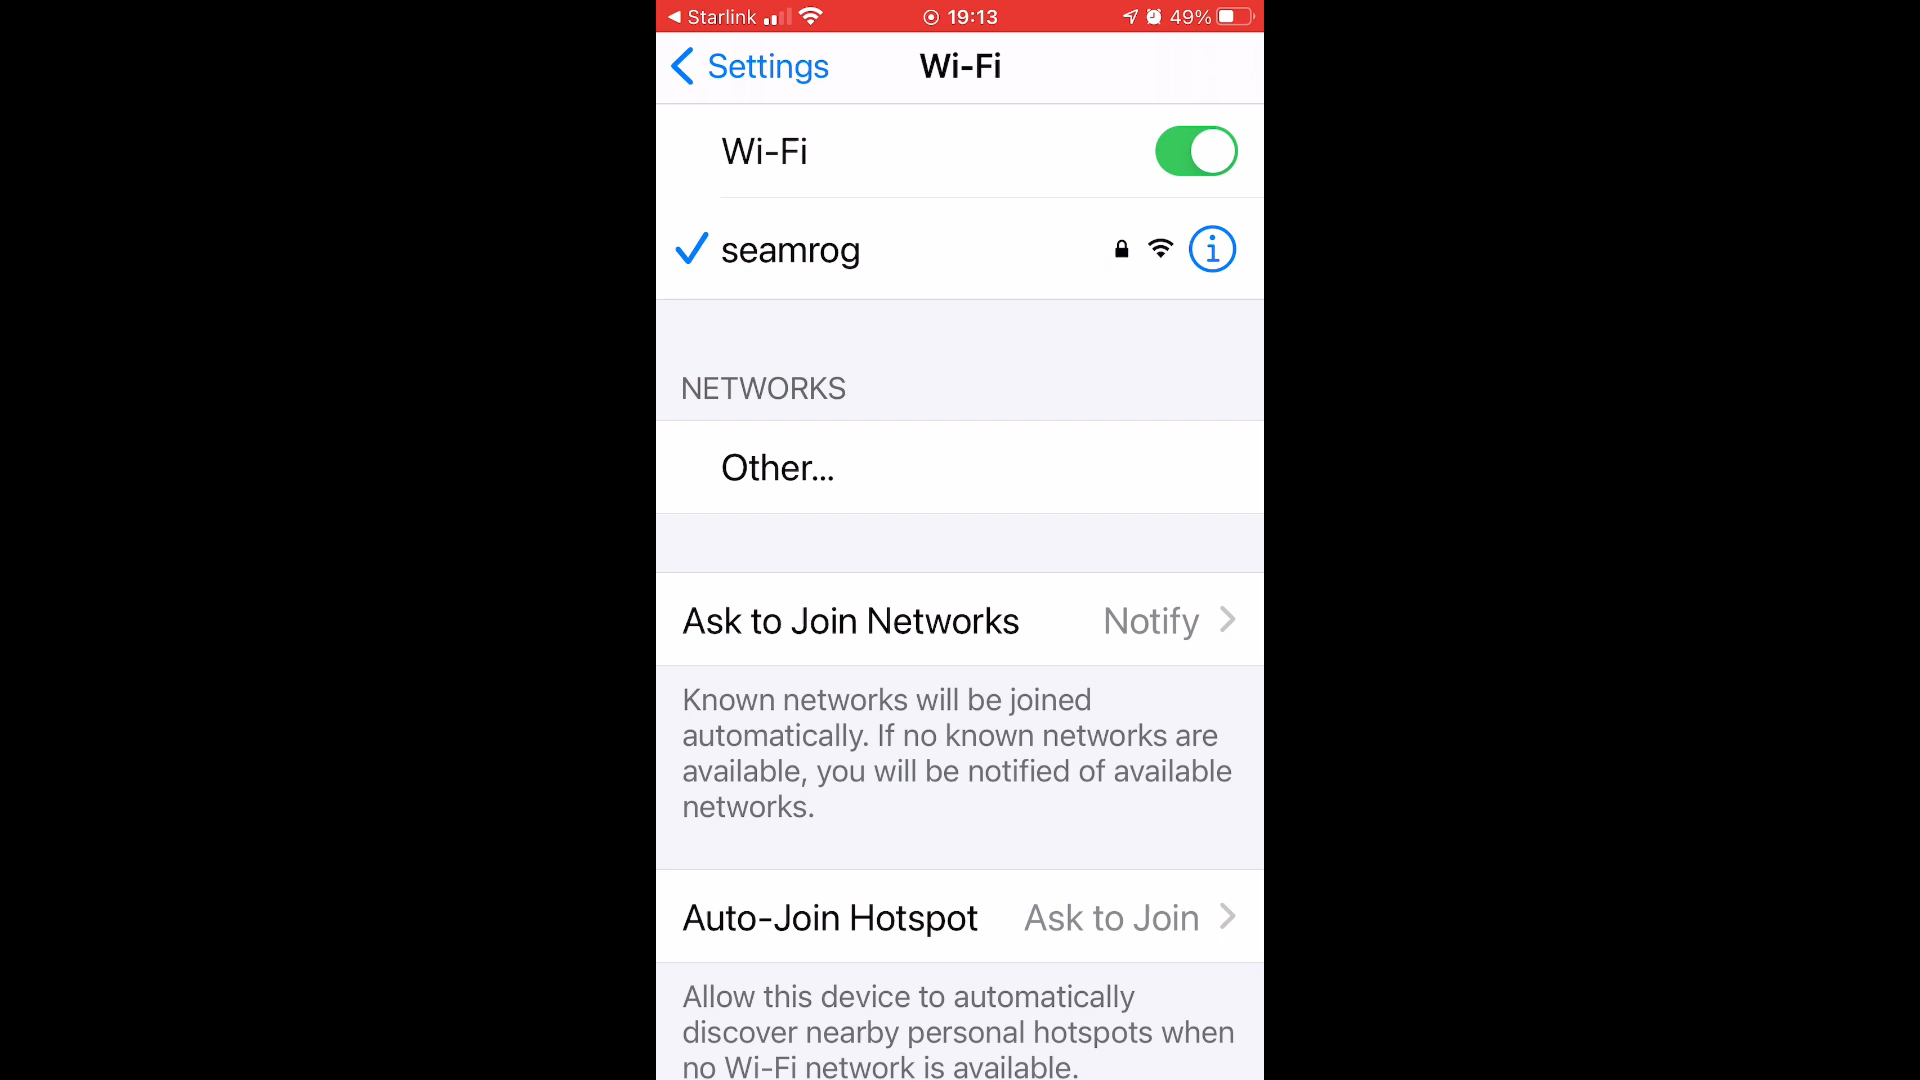 Starlink 19:13 49%
Settings Wi-Fi
Wi-Fi
seamrog
NETWORKS
Other...
Ask to Join Networks Notify
Known networks will be joined
automatically. If no known networks are
available, you will be notified of available
networks.
Auto-Join Hotspot Ask to Join
Allow this device to automatically
discover nearby personal hotspots when
no Wi-Fi network is available.